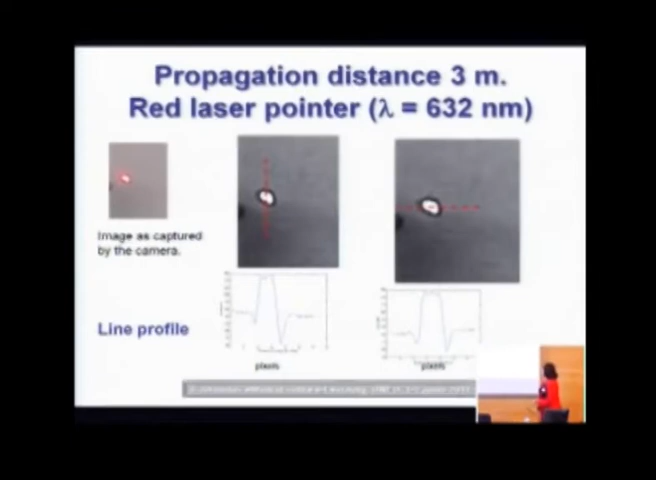 Propagation distance 3 m.
Red laser pointer (λ = 632 nm)
Image as captured
by the camera.
Line profile
pixels
pixels